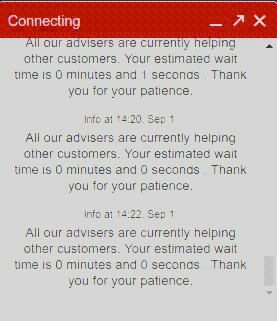 Connecting
All our advisers are currently helping
other customers. Your estimated wait
time is 0 minutes and 1 seconds . Thank
you for your patience.
Info at 14:20, Sep 1
All our advisers are currently helping
other customers. Your estimated wait
time is 0 minutes and 0 seconds . Thank
you for your patience.
Info at 14:22, Sep 1
All our advisers are currently helping
other customers. Your estimated wait
time is 0 minutes and 0 seconds . Thank
you for your patience.